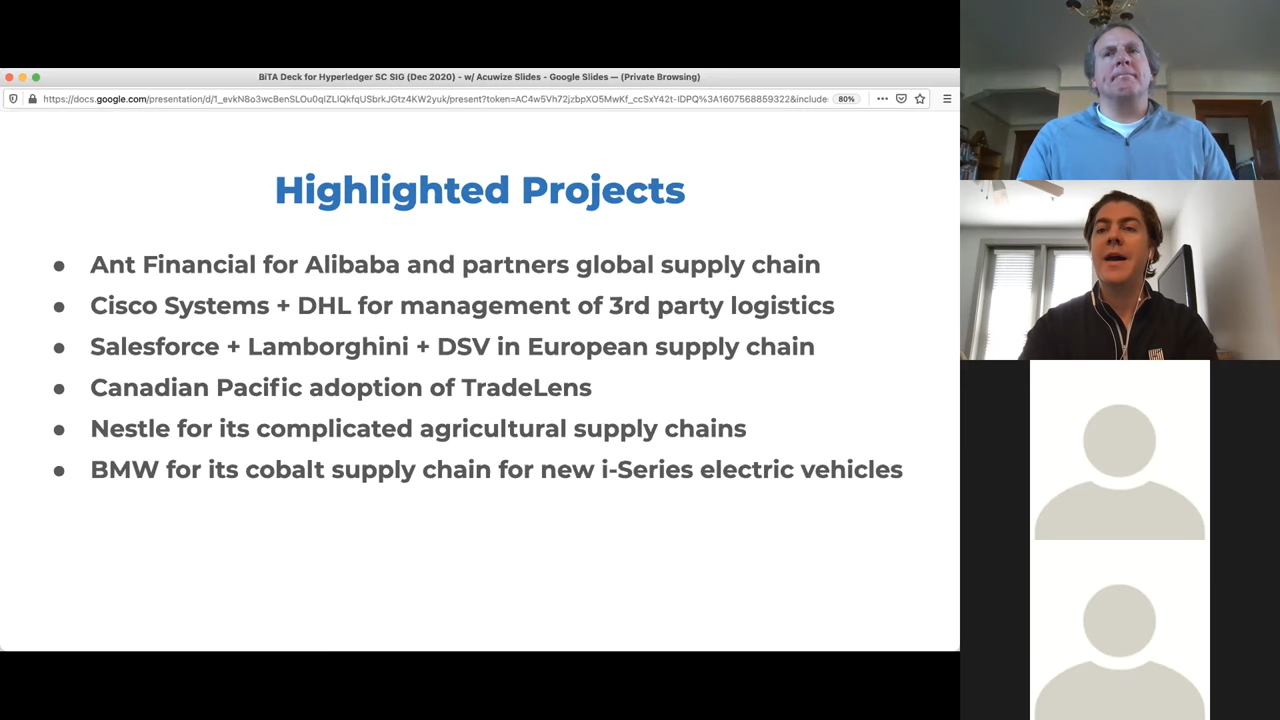 BiTA Deck for Hyperledger SC SIG (Dec 2020) - w/ Acuwize Slides - Google Slides — (Private Browsing)
80%
Highlighted Projects
● Ant Financial for Alibaba and partners global supply chain
● Cisco Systems + DHL for management of 3rd party logistics
● Salesforce + Lamborghini + DSV in European supply chain
● Canadian Pacific adoption of TradeLens
● Nestle for its complicated agricultural supply chains
● BMW for its cobalt supply chain for new i-Series electric vehicles